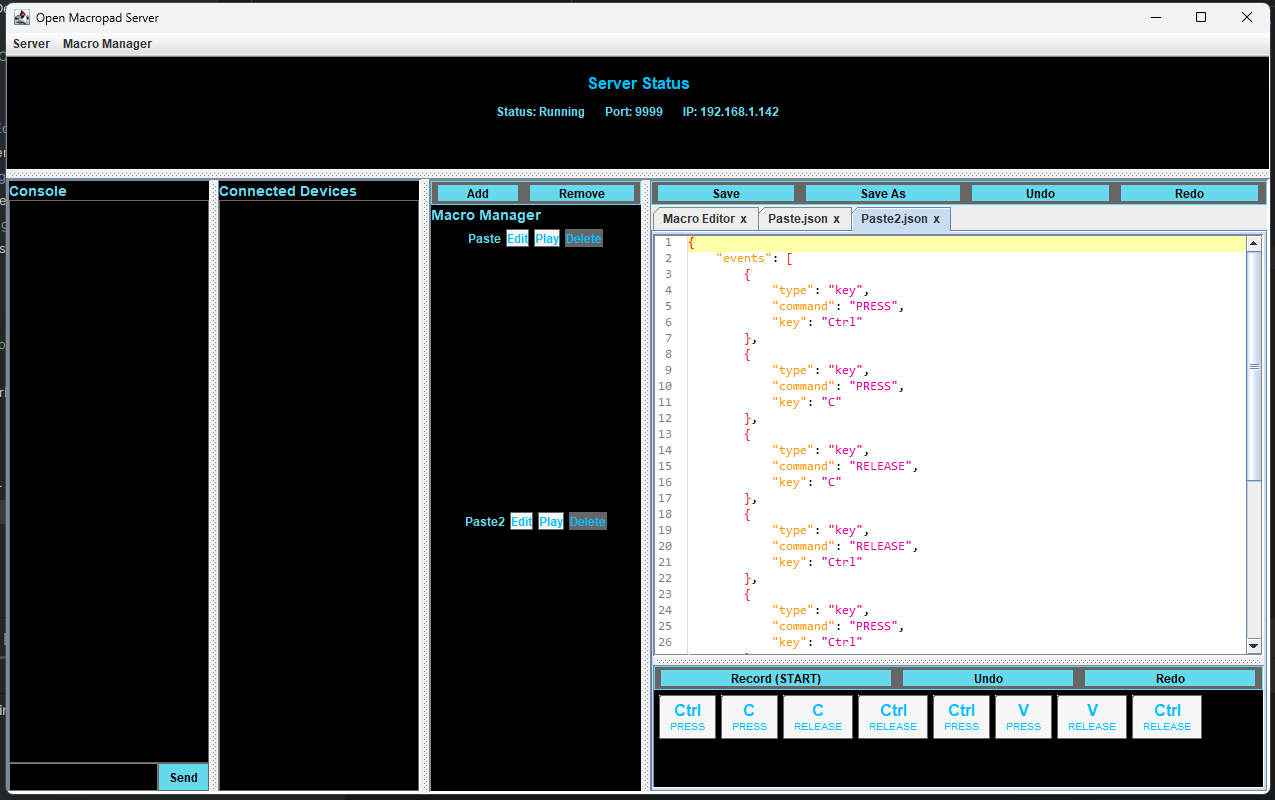 Open Macropad Server
Server Macro Manager
Server Status
Status: Running Port: 9999 IP: 192.168.1.142
Console
Send
Connected Devices
Add Remove
Macro Manager
Paste Edit Play Delete
Paste2 Edit Play Delete
Save Save As Undo Redo
Macro Editor x Paste.json x Paste2.json x
1 {
2 "events": [
3 {
4 "type": "key",
5 "command": "PRESS",
6 "key": "Ctrl"
7 },
8 {
9 "type": "key",
10 "command": "PRESS",
11 "key": "C"
12 },
13 {
14 "type": "key",
15 "command": "RELEASE",
16 "key": "C"
17 },
18 {
19 "type": "key",
20 "command": "RELEASE",
21 "key": "Ctrl"
22 },
23 {
24 "type": "key",
25 "command": "PRESS",
26 "key": "Ctrl"
Record (START) Undo Redo
Ctrl C C Ctrl Ctrl V V Ctrl
PRESS PRESS RELEASE RELEASE PRESS PRESS RELEASE RELEASE